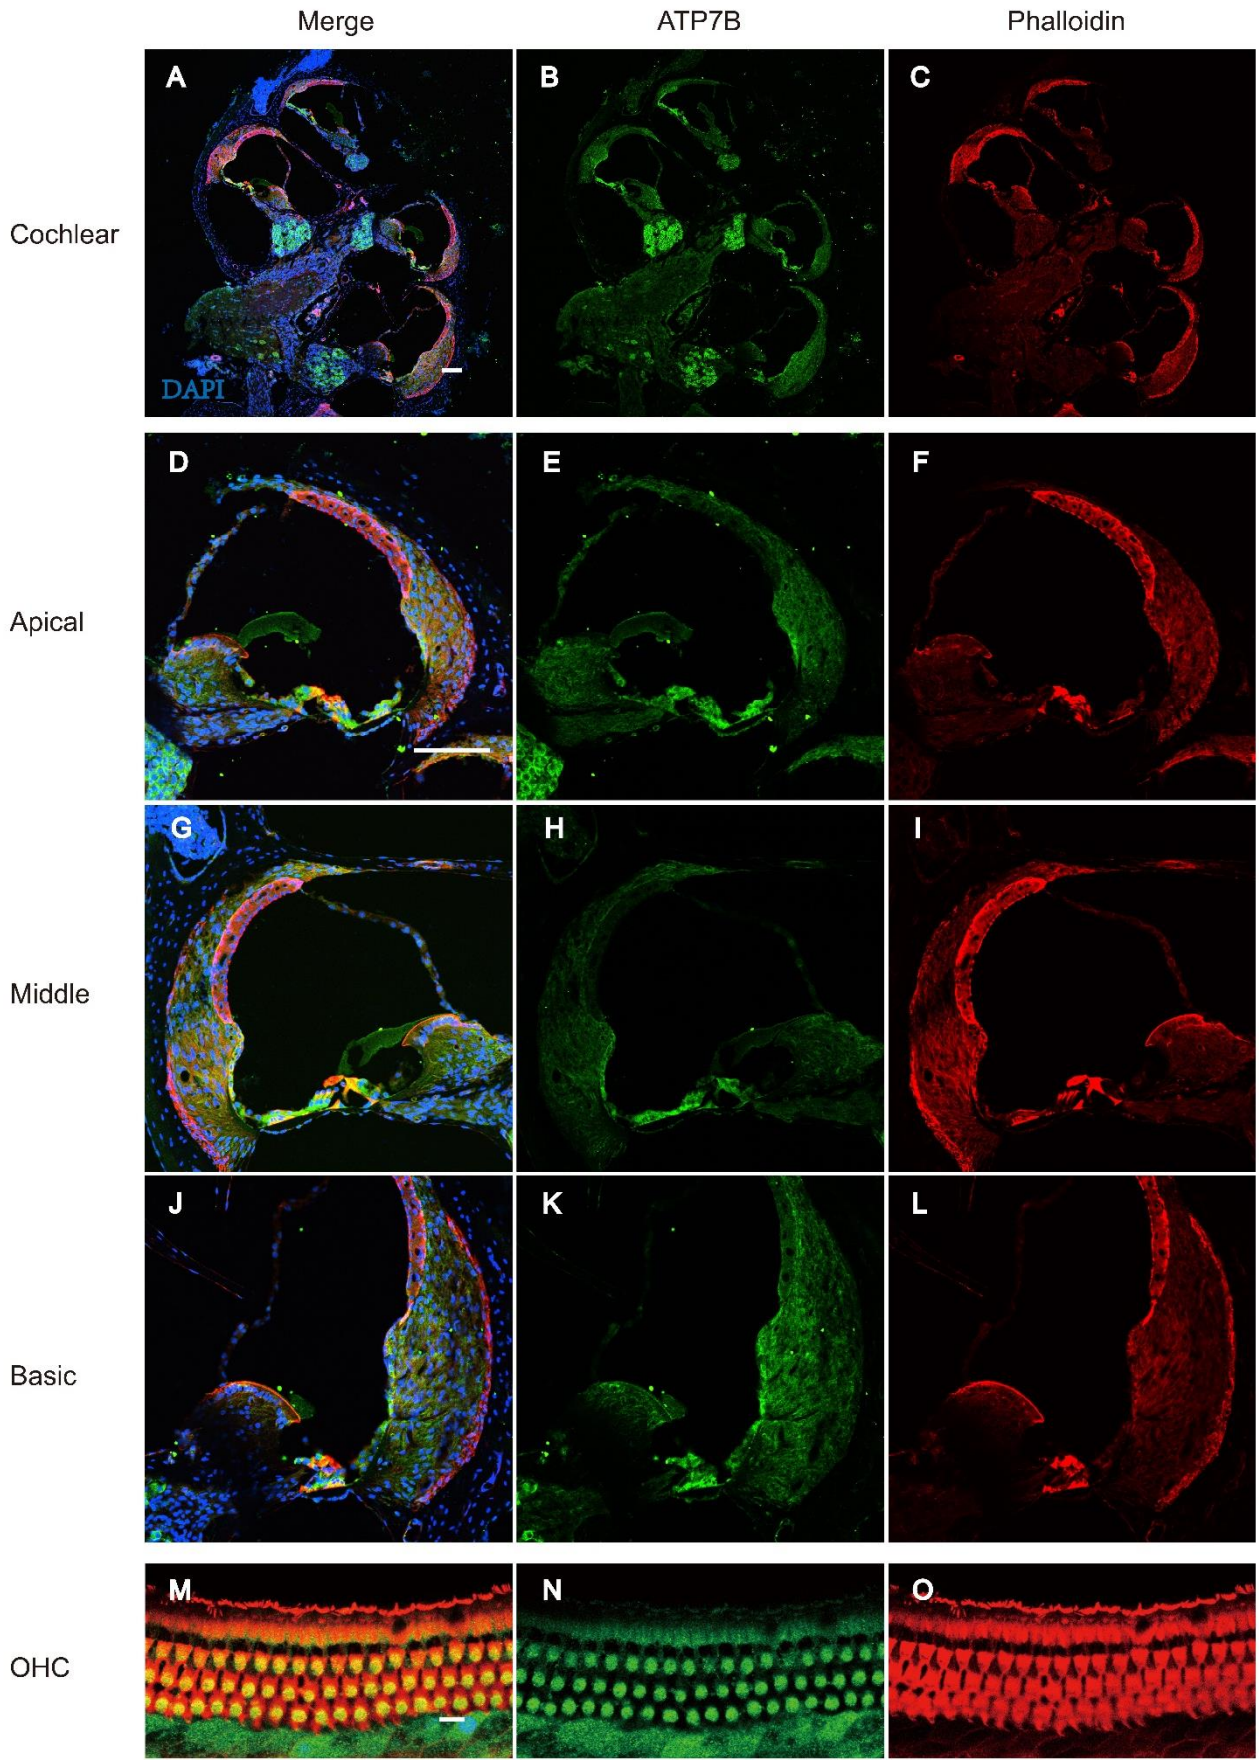 Merge ATP7B Phalloidin
Cochlear A B C
DAPI
Apical D E F
Middle G H I
Basic J K L
OHC M N O